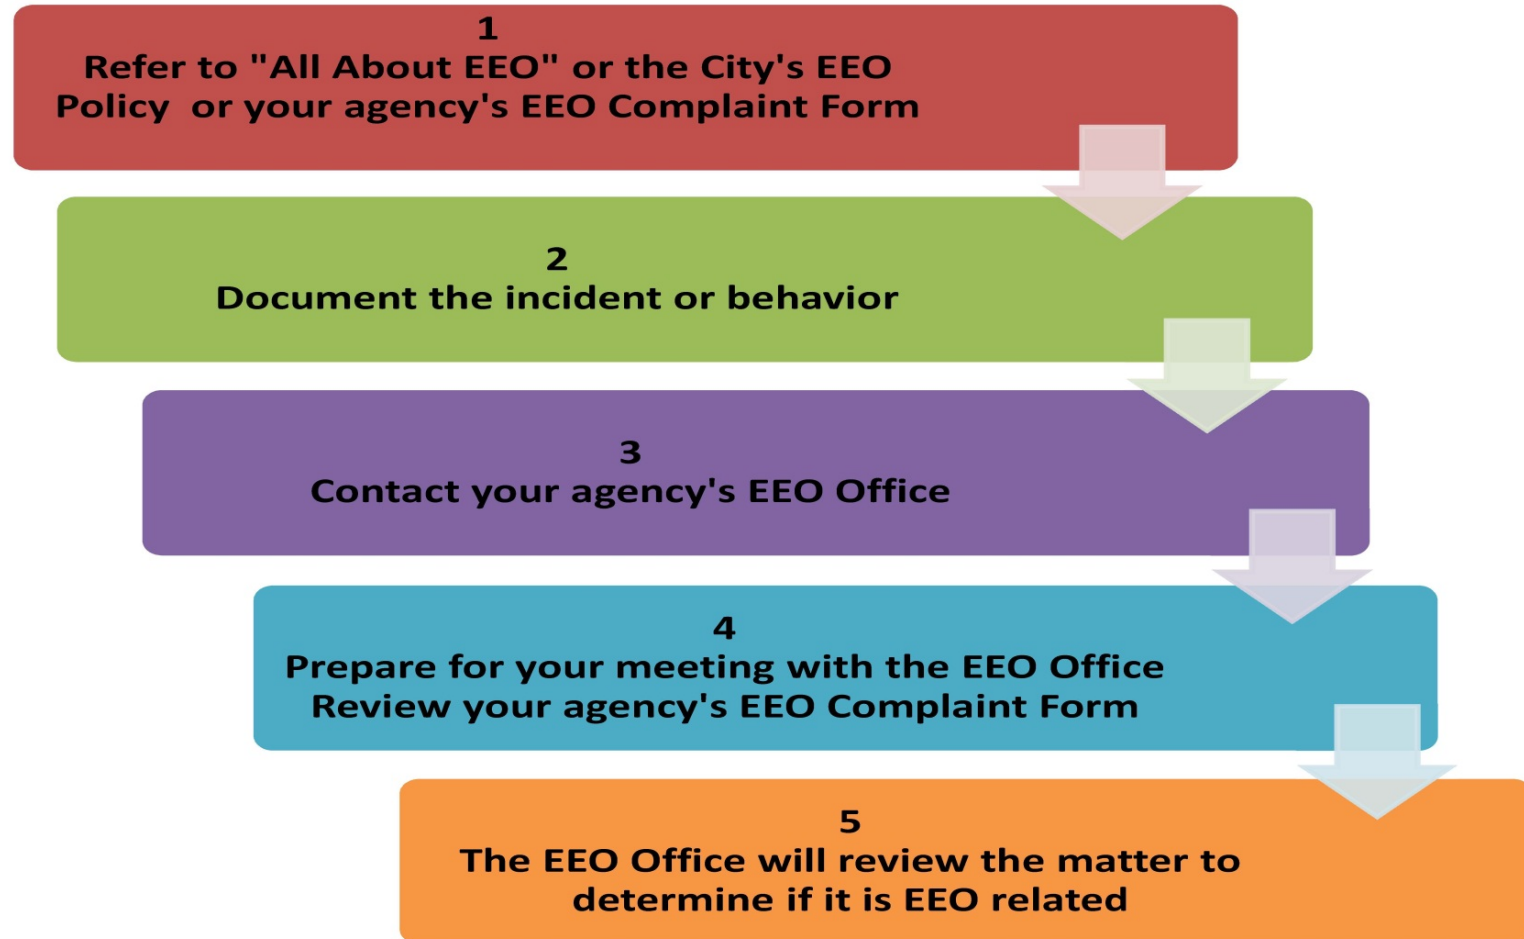 1
Refer to "All About EEO" or the City's EEO
Policy  or your agency's EEO Complaint Form
2
Document the incident or behavior
3
Contact your agency's EEO Office
4
Prepare for your meeting with the EEO Office
Review your agency's EEO Complaint Form
5
The EEO Office will review the matter to
determine if it is EEO related